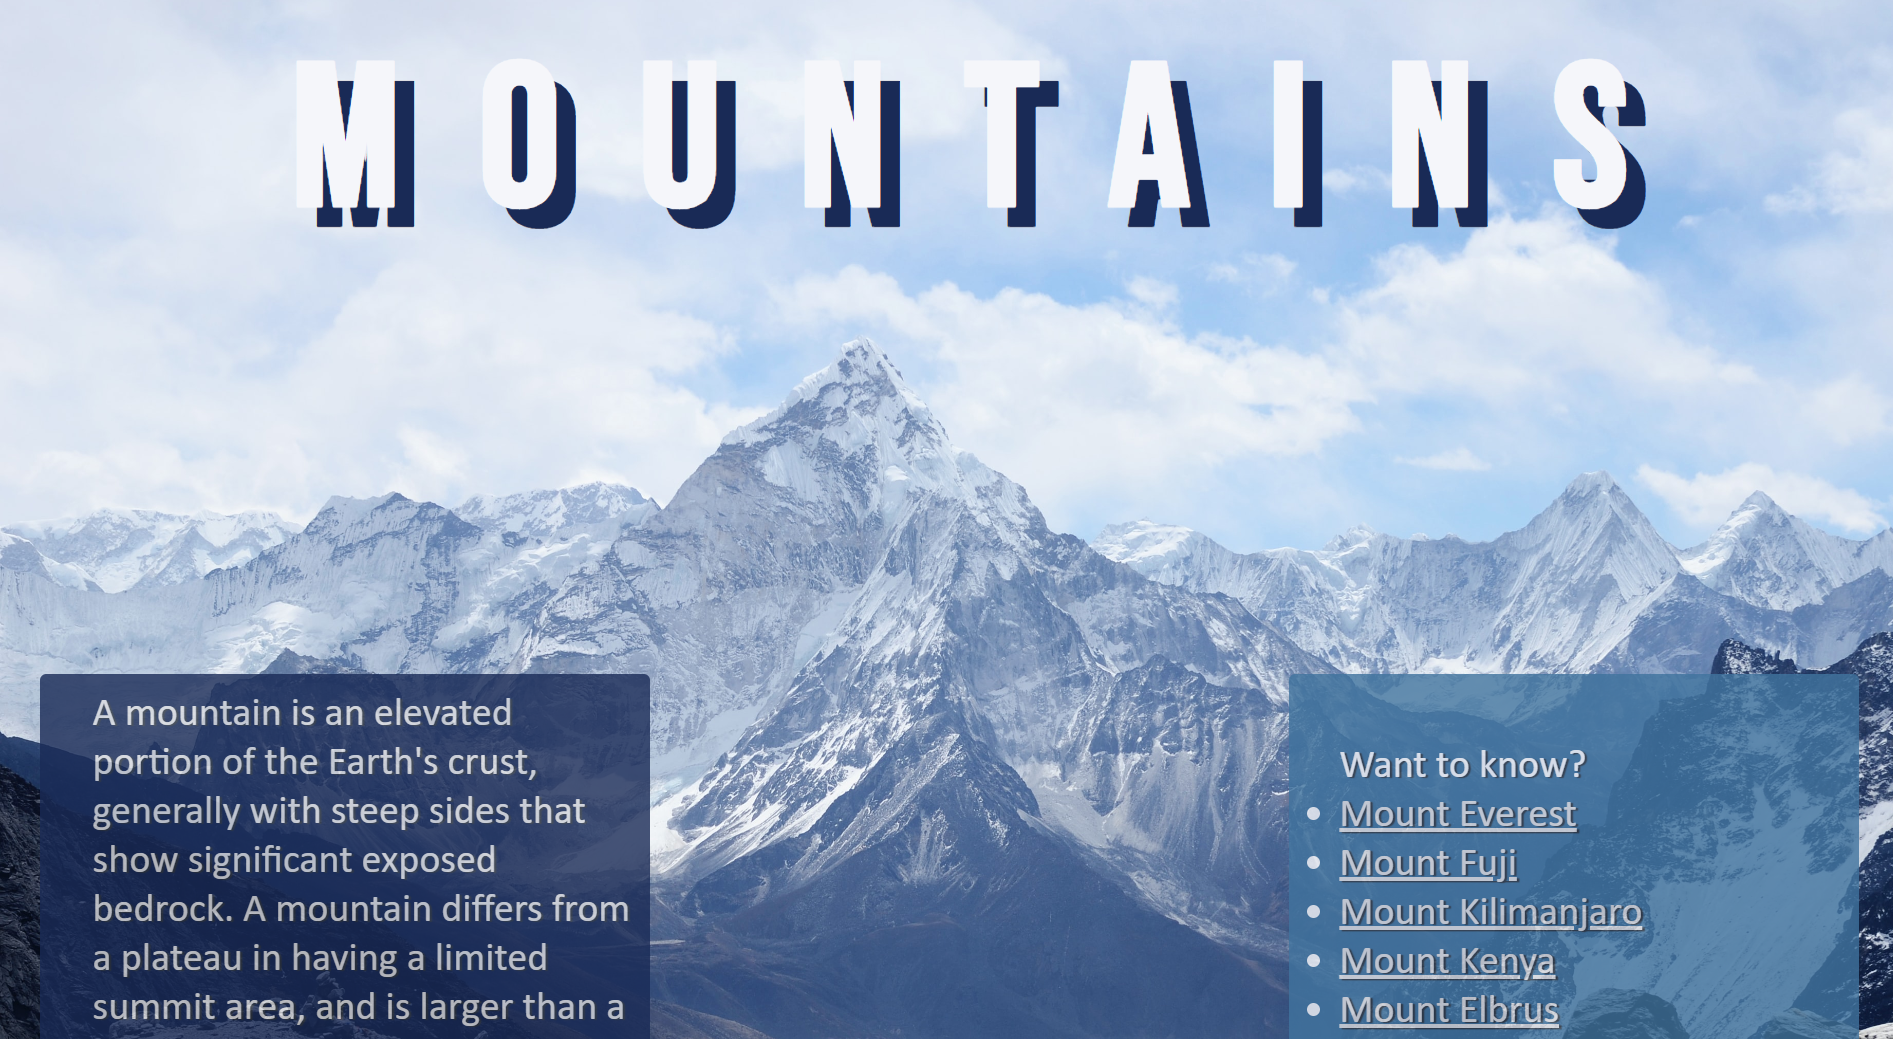 MOUNTAINS
A mountain is an elevated
portion of the Earth's crust,
generally with steep sides that
show significant exposed
bedrock. A mountain differs from
a plateau in having a limited
summit area, and is larger than a
Want to know?
Mount Everest
Mount Fuji
Mount Kilimanjaro
Mount Kenya
Mount Elbrus